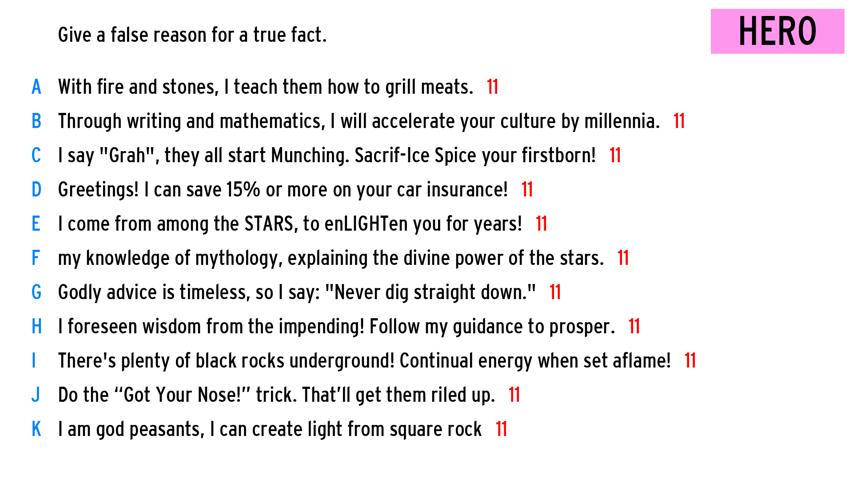 Give a false reason for a true fact.
HERO
A With fire and stones, I teach them how to grill meats. 11
B Through writing and mathematics, I will accelerate your culture by millennia. 11
C I say "Grah", they all start Munching. Sacrif-Ice Spice your firstborn! 11
D Greetings! I can save 15% or more on your car insurance! 11
E I come from among the STARS, to enLIGHTen you for years! 11
F my knowledge of mythology, explaining the divine power of the stars. 11
G Godly advice is timeless, so I say: "Never dig straight down." 11
H I foreseen wisdom from the impending! Follow my guidance to prosper. 11
I There's plenty of black rocks underground! Continual energy when set aflame! 11
J Do the “Got Your Nose!” trick. That’ll get them riled up. 11
K I am god peasants, I can create light from square rock 11